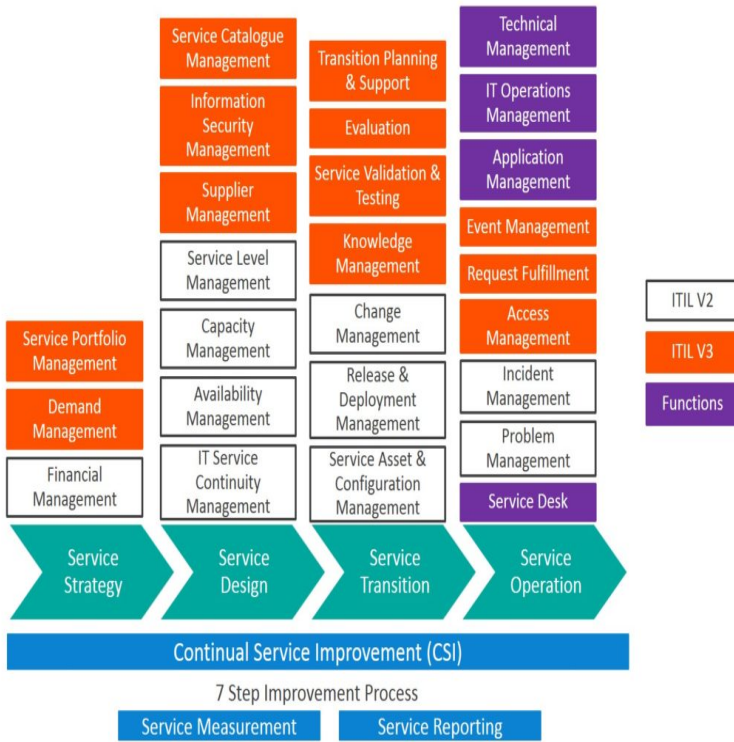 Service Portfolio
Management
Demand
Management
Financial
Management
Service
Strategy
Service Catalogue
Management
Information
Security
Management
Supplier
Management
Service Level
Management
Capacity
Management
Availability
Management
IT Service
Continuity
Management
Service
Design
Transition Planning
& Support
Evaluation
Service Validation &
Testing
Knowledge
Management
Change
Management
Release &
Deployment
Management
Service Asset &
Configuration
Management
Service
Transition
Technical
Management
IT Operations
Management
Application
Management
Event Management
Request Fulfillment
Access
Management
Incident
Management
Problem
Management
Service Desk
Service
Operation
ITIL V2
ITIL V3
Functions
Continual Service Improvement (CSI)
7 Step Improvement Process
Service Measurement
Service Reporting